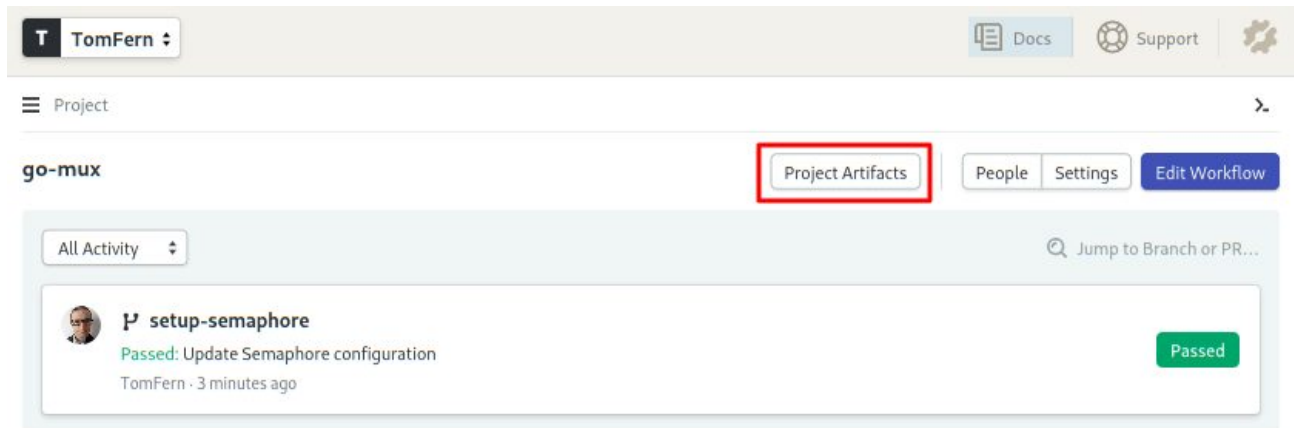 T TomFern
Docs
Support
Project
go-mux
Project Artifacts
People
Settings
Edit Workflow
All Activity
Jump to Branch or PR...
setup-semaphore
Passed: Update Semaphore configuration
Passed
TomFern · 3 minutes ago